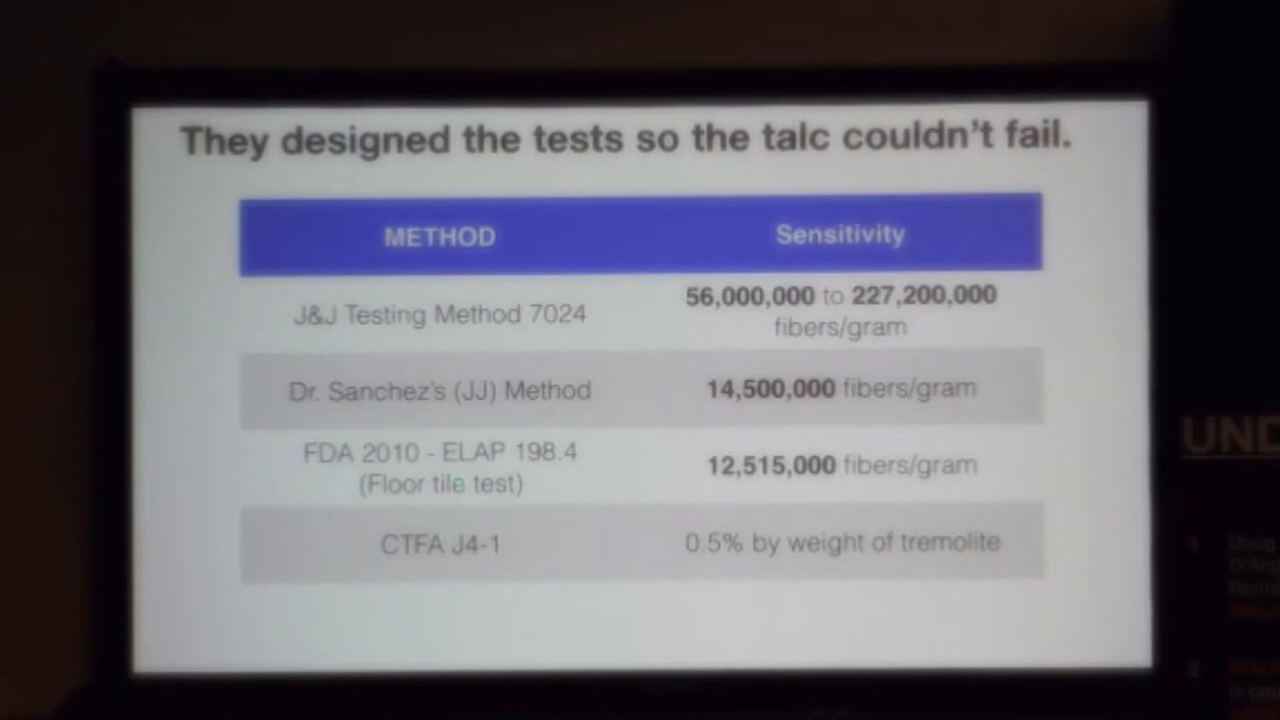 They designed the tests so the talc couldn't fail.
METHOD Sensitivity
J&J Testing Method 7024
56,000,000 to 227,200,000
fibers/gram
Dr. Sanchez's (JJ) Method 14,500,000 fibers/gram
FDA 2010 - ELAP 198.4
(Floor tile test)
12,515,000 fibers/gram
CTFA J4-1 0.5% by weight of tremolite